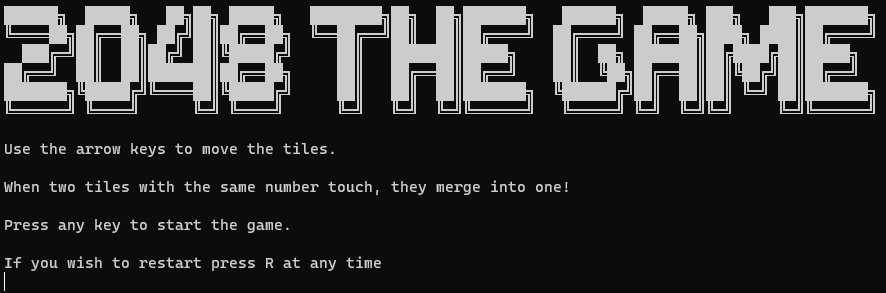 2048 THE GAME
Use the arrow keys to move the tiles.
When two tiles with the same number touch, they merge into one!
Press any key to start the game.
If you wish to restart press R at any time